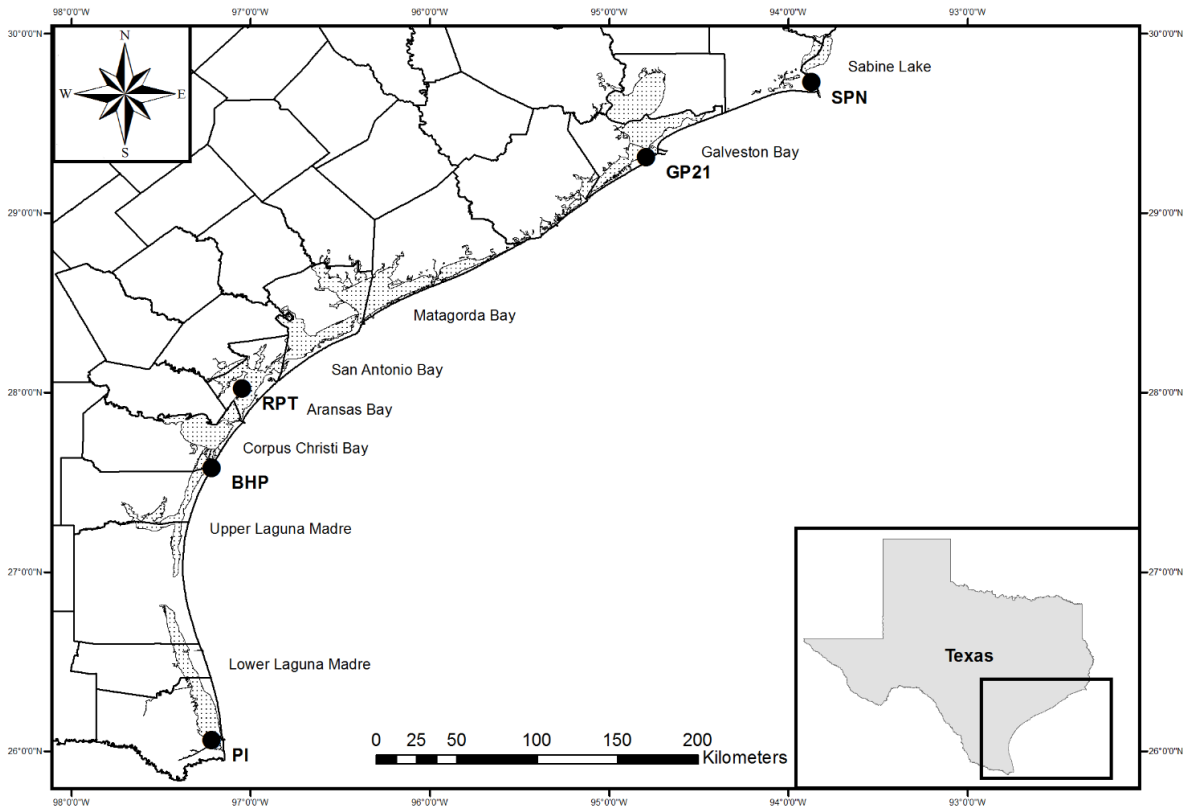 98°0'0"W 97°0'0"W 96°0'0"W 95°0'0"W 94°0'0"W 93°0'0"W
30°0'0"N 30°0'0"N
N
W E
S
Sabine Lake
SPN
Galveston Bay
GP21
29°0'0"N 29°0'0"N
Matagorda Bay
San Antonio Bay
28°0'0"N 28°0'0"N
RPT
Aransas Bay
Corpus Christi Bay
BHP
Upper Laguna Madre
27°0'0"N 27°0'0"N
Lower Laguna Madre
Texas
PI
26°0'0"N 26°0'0"N
0 25 50 100 150 200
Kilometers
98°0'0"W 97°0'0"W 96°0'0"W 95°0'0"W 94°0'0"W 93°0'0"W